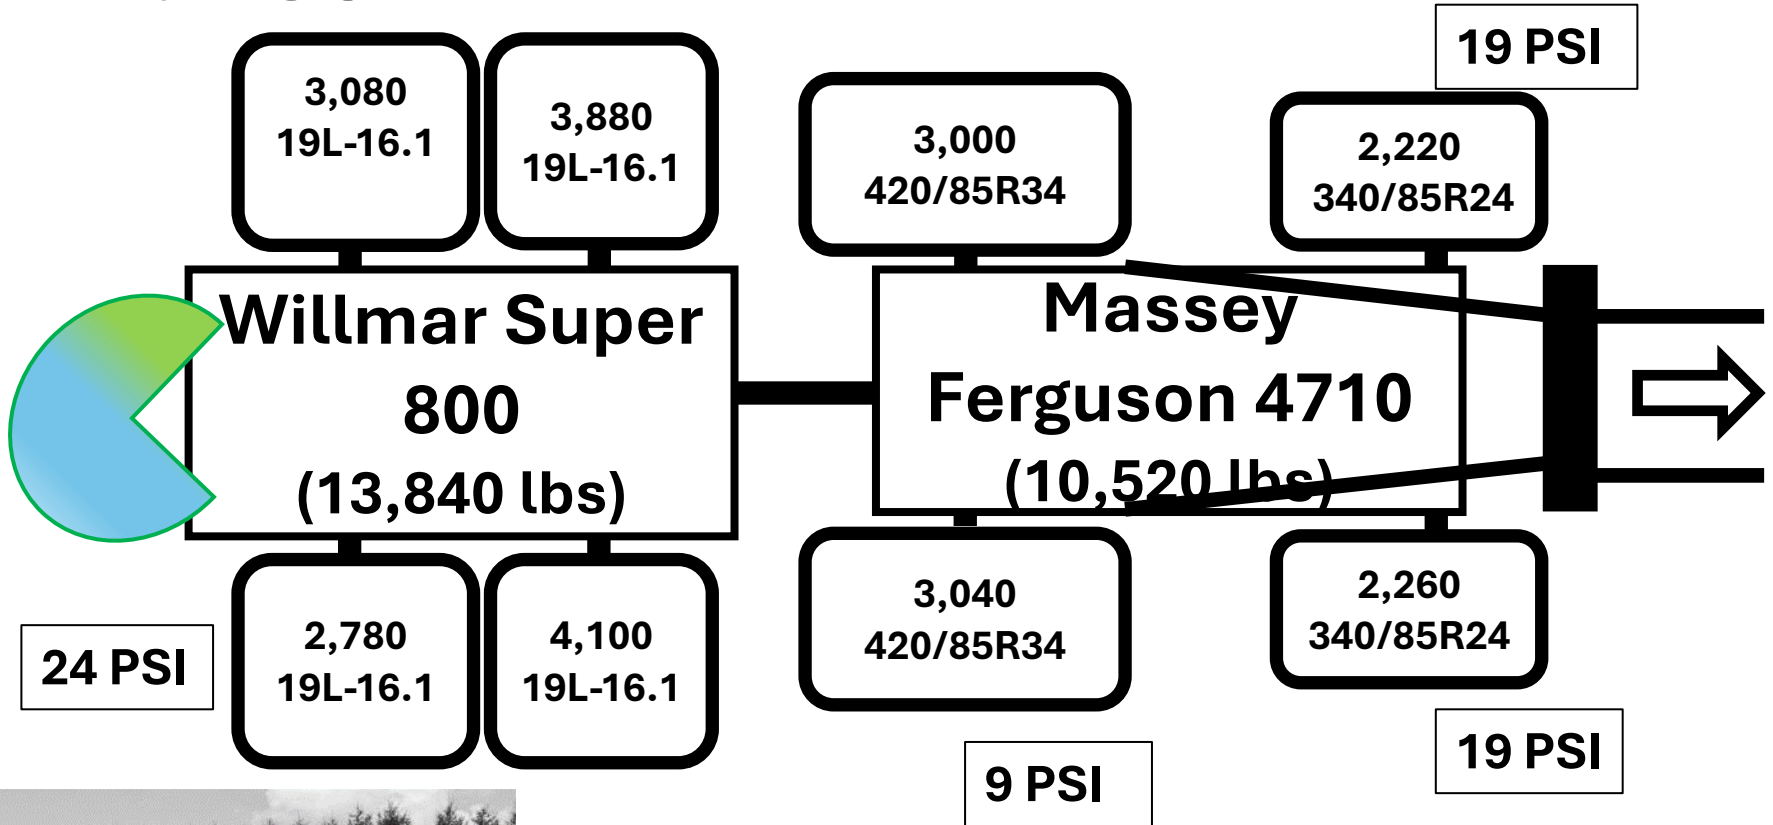 19 PSI
3,080
19L-16.1
3,880
19L-16.1
3,000
420/85R34
2,220
340/85R24
Willmar Super
800
(13,840 lbs)
Massey
Ferguson 4710
(10,520 lbs)
24 PSI
2,780
19L-16.1
4,100
19L-16.1
3,040
420/85R34
2,260
340/85R24
9 PSI
19 PSI